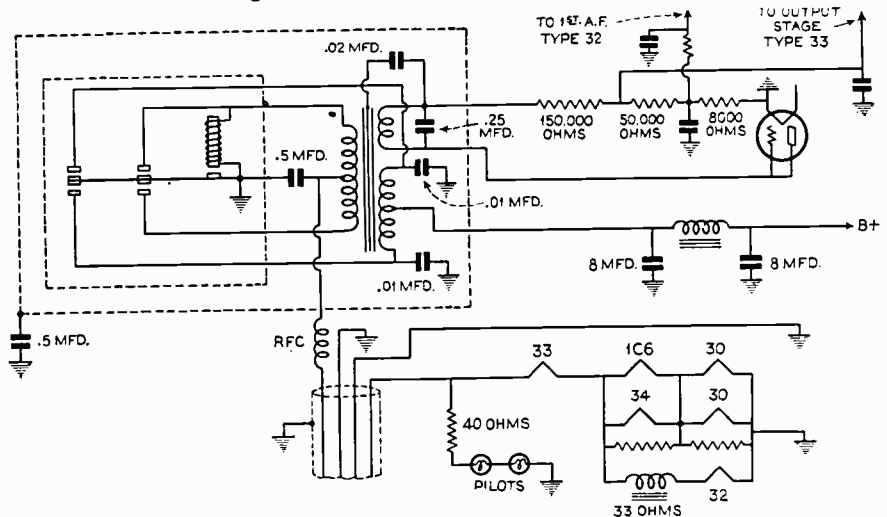 TO 1ST. A.F.
TYPE 32
TO OUTPUT
STAGE
TYPE 33
.02 MFD.
.25
MFD.
150,000
OHMS
50,000
OHMS
8000
OHMS
.5 MFD.
.01 MFD.
B+
8 MFD.
8 MFD.
.01 MFD.
.5 MFD.
RFC
33
1C6
30
34
30
40 OHMS
PILOTS
32
33 OHMS